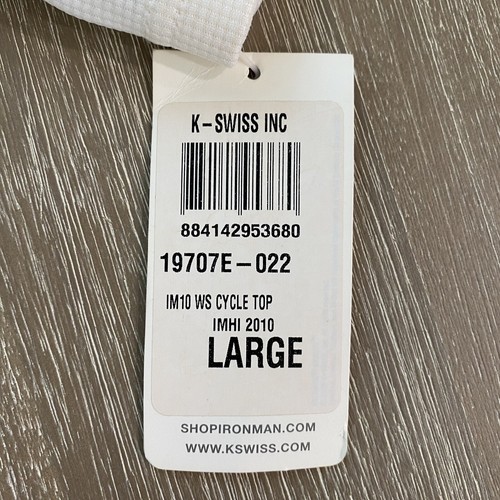 K-SWISS INC
884142953680
19707E-022
IM10 WS CYCLE TOP
IMHI 2010
LARGE
SHOPIRONMAN.COM
WWW.KSWISS.COM